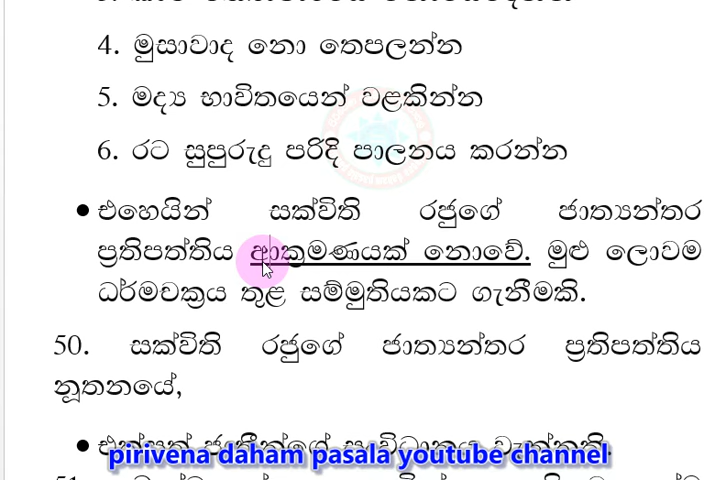 4. මුසාවාද නො තෙපලන්න
5. මද්‍ය භාවිතයෙන් වළකින්න
6. රට සුපුරුදු පරිදි පාලනය කරන්න
● එහෙයින් සක්විති රජුගේ ජාත්‍යන්තර
ප්‍රතිපත්තිය ආක්‍රමණයක් නොවේ. මුළු ලොවම
ධර්මචක්‍රය තුළ සම්මුතියකට ගැනීමකි.
50. සක්විති රජුගේ ජාත්‍යන්තර ප්‍රතිපත්තිය
නූතනයේ,
pirivena daham pasala youtube channel